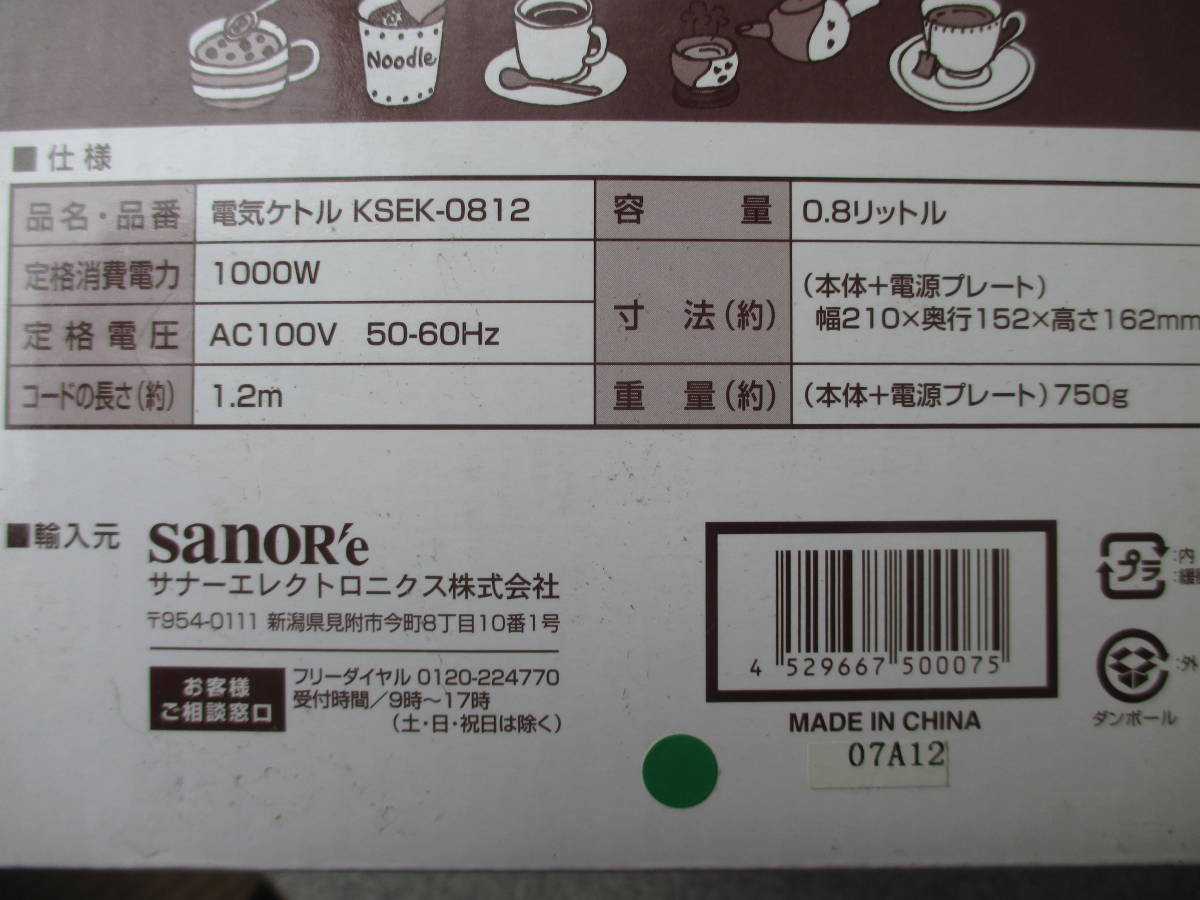 Noodle
■仕様
品名・品番 電気ケトル KSEK-0812
容量 0.8リットル
定格消費電力 1000W
定格電圧 AC100V 50-60Hz
寸法(約) (本体+電源プレート)
幅210×奥行152×高さ162mm
コードの長さ(約) 1.2m
重量(約) (本体+電源プレート)750g
■輸入元 SanoR'e
サナーエレクトロニクス株式会社
〒954-0111 新潟県見附市今町8丁目10番1号
お客様
ご相談窓口
フリーダイヤル 0120-224770
受付時間/9時~17時
(土・日・祝日は除く)
4 529667 500075
MADE IN CHINA
07A12
プラ
:内
:外
ダンボール